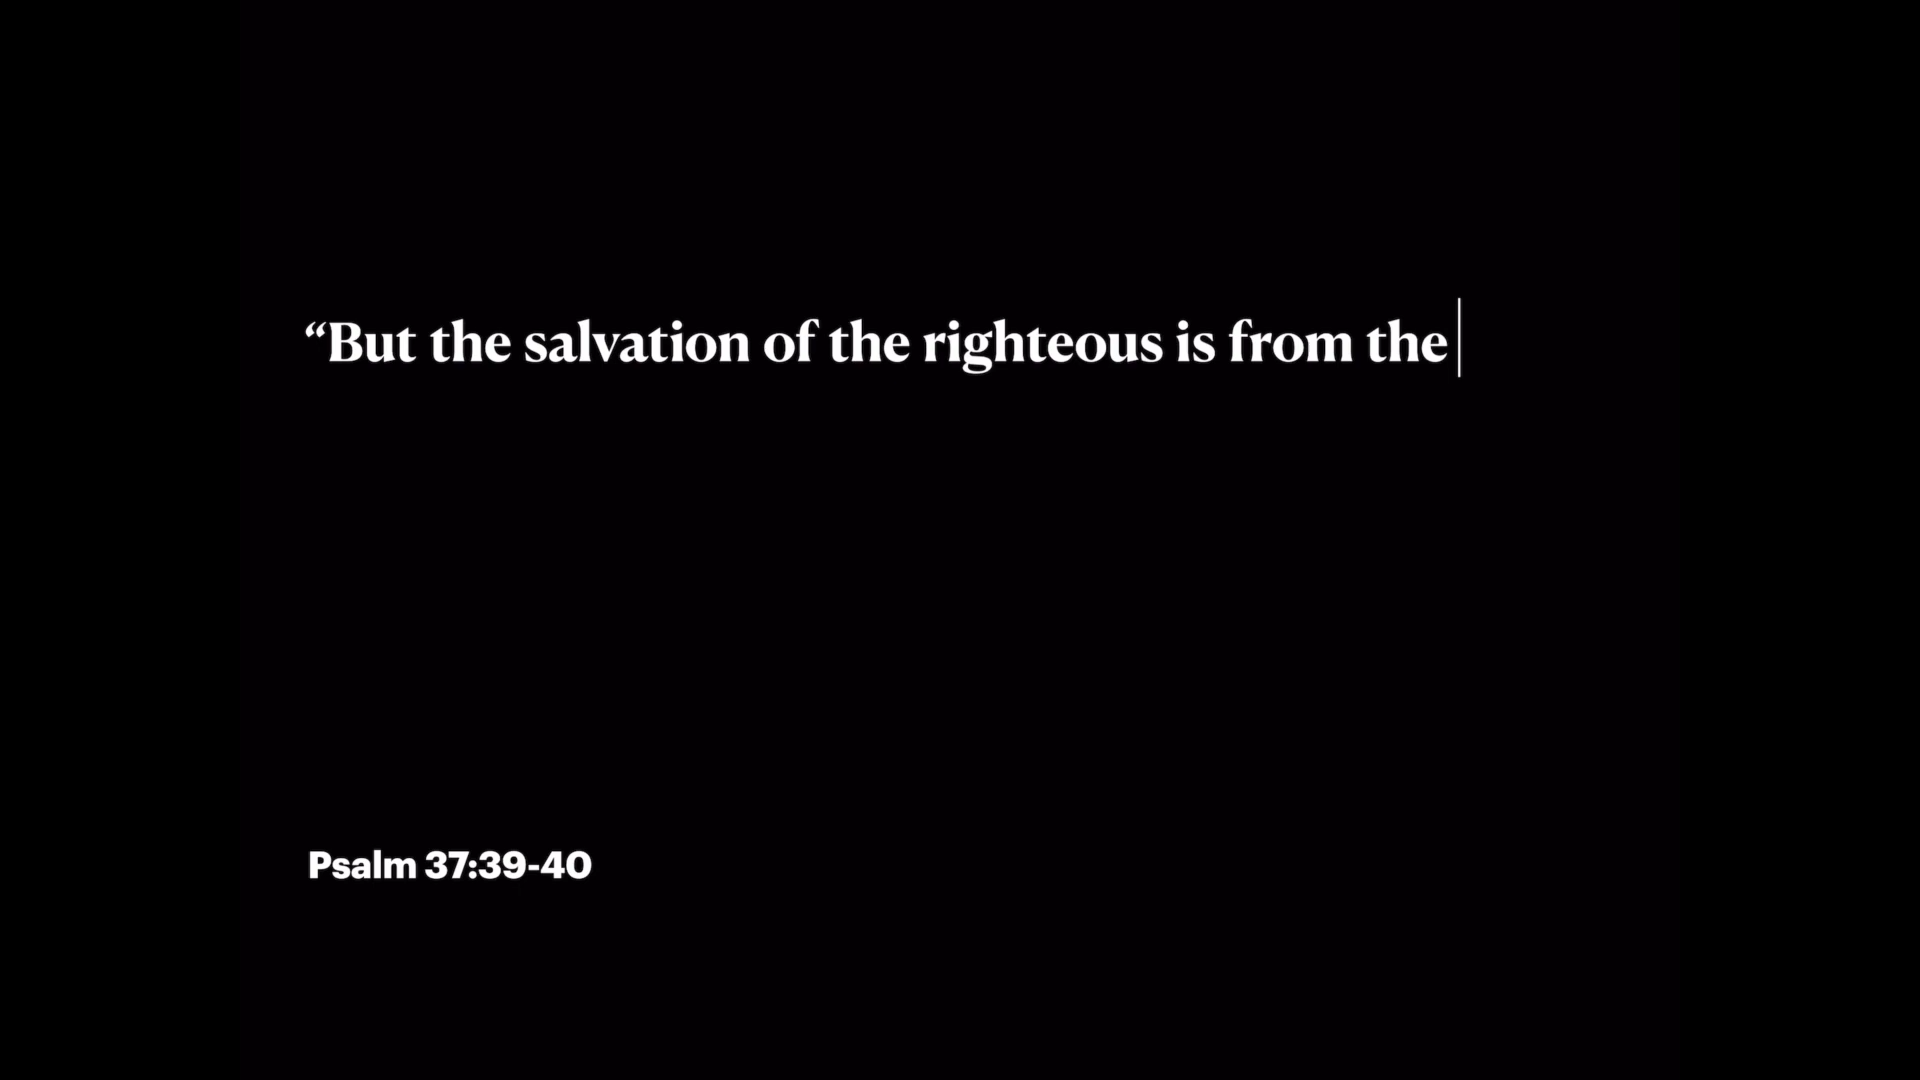 “But the salvation of the righteous is from the
Psalm 37:39-40